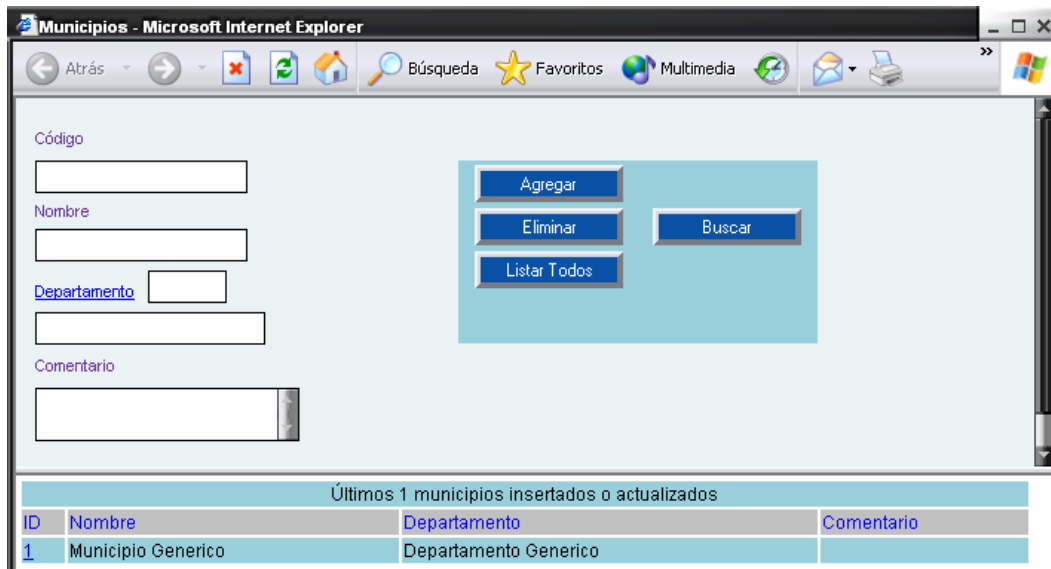 Municipios - Microsoft Internet Explorer
Atrás Búsqueda Favoritos Multimedia »
Código
Agregar
Nombre
Eliminar Buscar
Listar Todos
Departamento
Comentario
Últimos 1 municipios insertados o actualizados
ID Nombre Departamento Comentario
1 Municipio Generico Departamento Generico